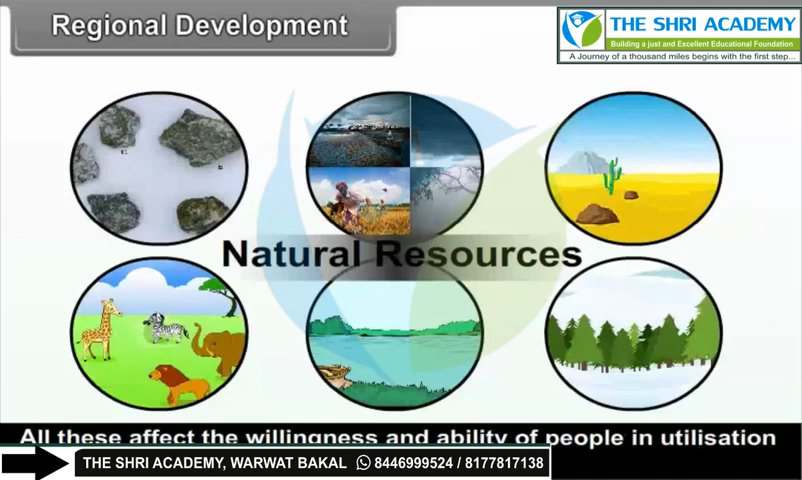 Regional Development
THE SHRI ACADEMY
Building a just and Excellent Educational Foundation
A Journey of a thousand miles begins with the first step...
Natural Resources
All these affect the willingness and ability of people in utilisation
THE SHRI ACADEMY, WARWAT BAKAL 8446999524 / 8177817138